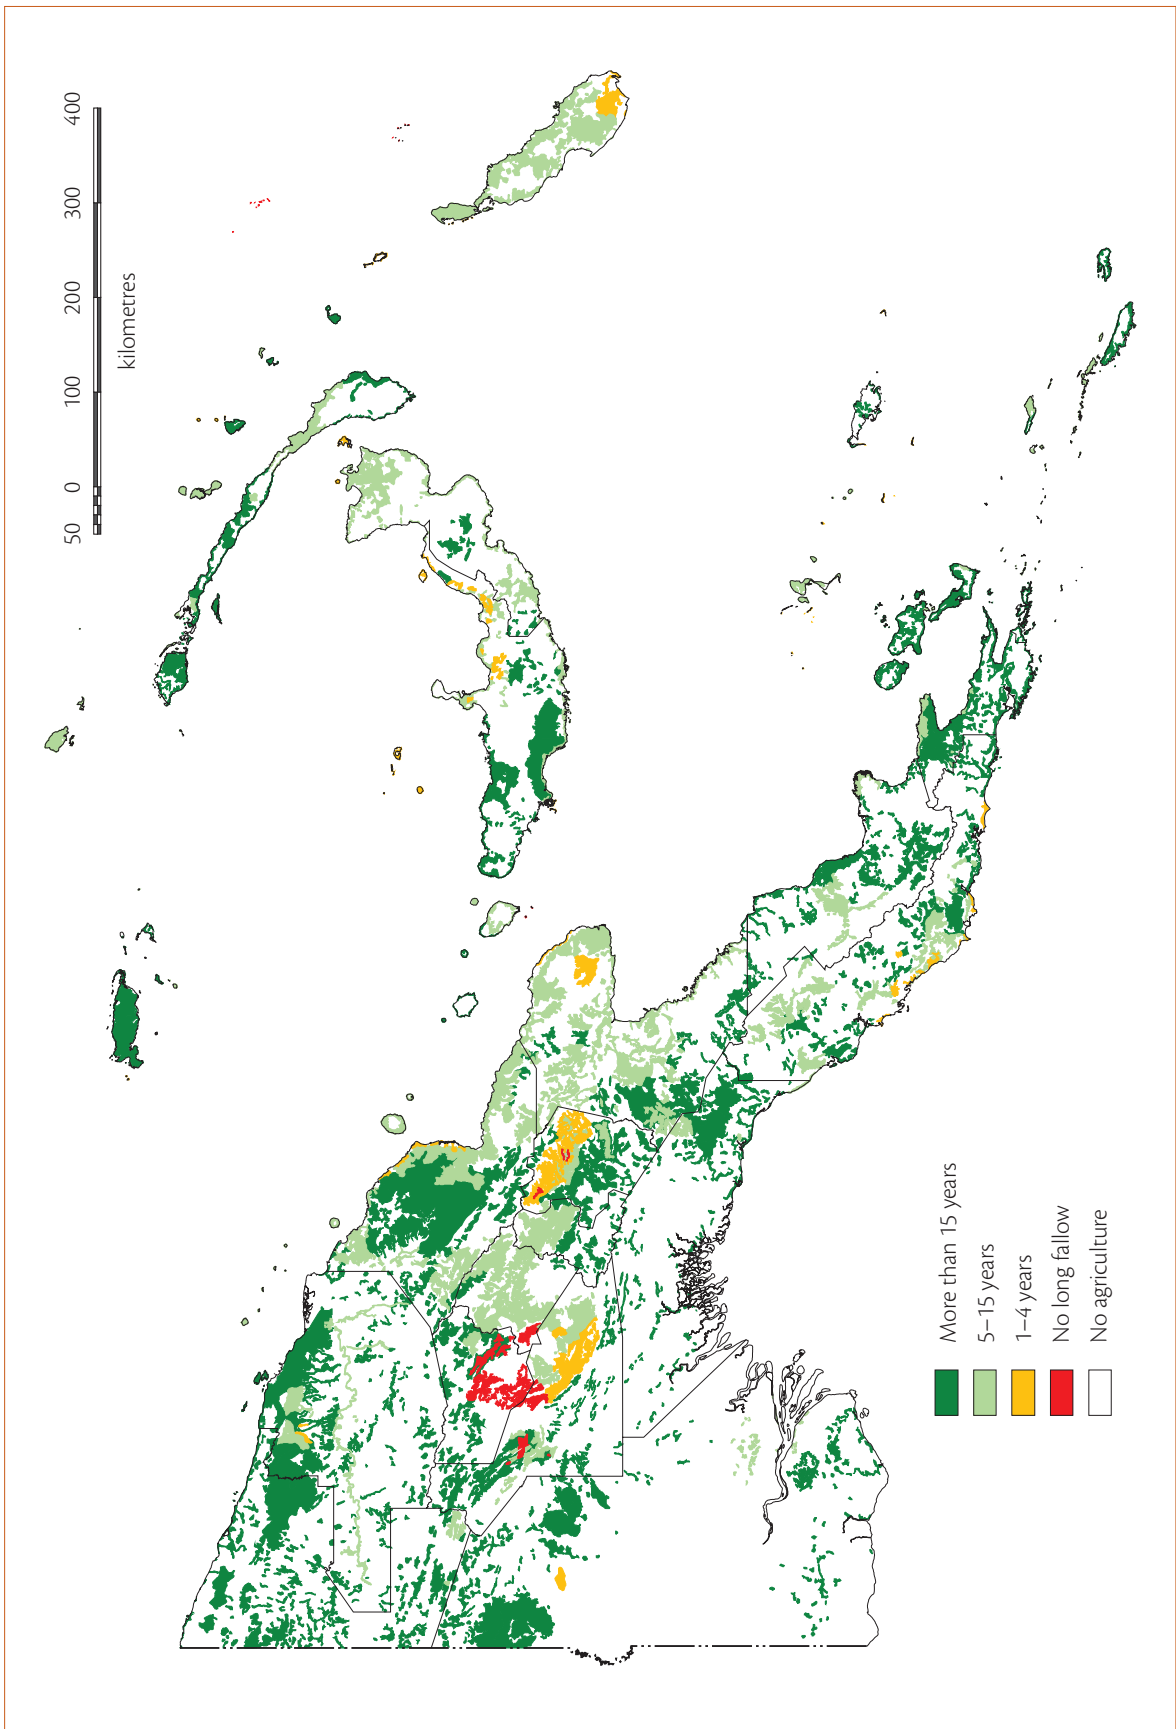 50 0 100 200 300 400
kilometres
More than 15 years
5–15 years
1–4 years
No long fallow
No agriculture